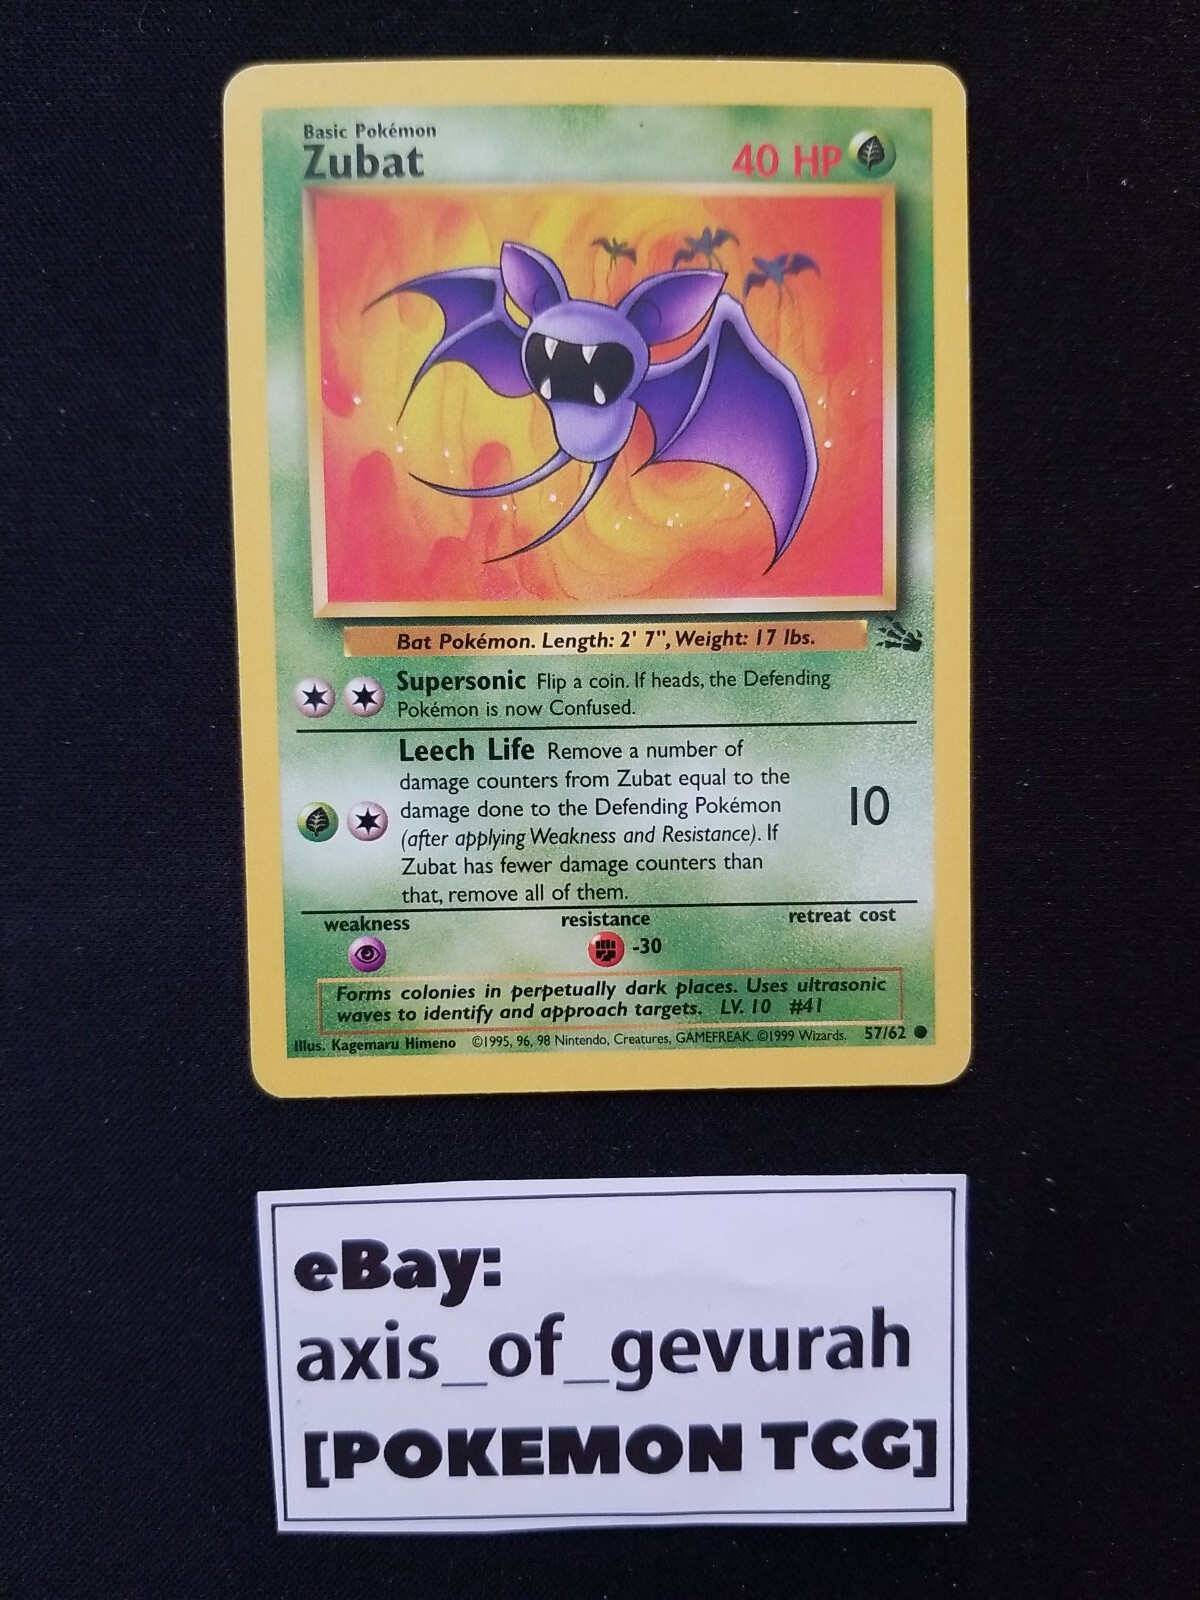 Basic Pokémon
Zubat
40 HP
Bat Pokémon. Length: 2' 7", Weight: 17 lbs.
Supersonic Flip a coin. If heads, the Defending
Pokémon is now Confused.
Leech Life Remove a number of
damage counters from Zubat equal to the
damage done to the Defending Pokémon
(after applying Weakness and Resistance). If
Zubat has fewer damage counters than
that, remove all of them.
10
weakness
resistance
retreat cost
-30
Forms colonies in perpetually dark places. Uses ultrasonic
waves to identify and approach targets. LV. 10 #41
Illus. Kagemaru Himeno ©1995, 96, 98 Nintendo, Creatures, GAMEFREAK. ©1999 Wizards. 57/62
eBay:
axis_of_gevurah
[POKEMON TCG]